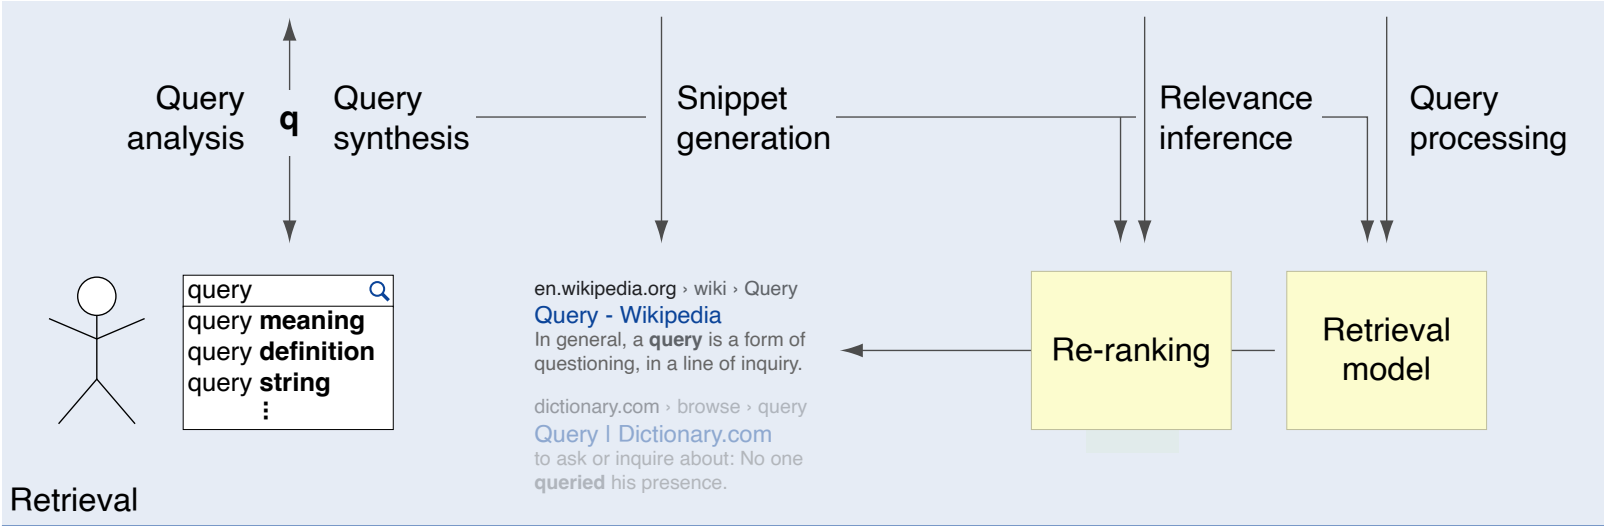 Query
analysis
q
Query
synthesis
Snippet
generation
Relevance
inference
Query
processing
query
query meaning
query definition
query string
⋮
en.wikipedia.org › wiki › Query
Query - Wikipedia
In general, a query is a form of
questioning, in a line of inquiry.
dictionary.com › browse › query
Query | Dictionary.com
to ask or inquire about: No one
queried his presence.
Re-ranking
Retrieval
model
Retrieval